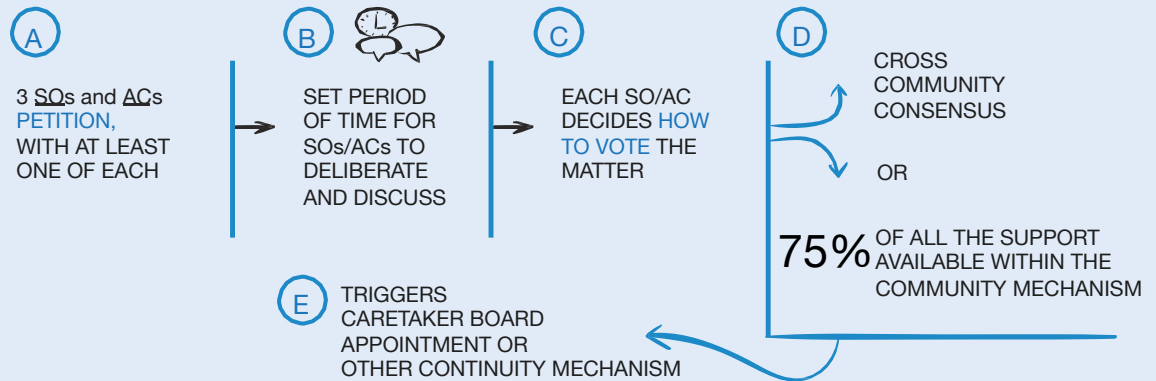 A
3 SOs and ACs
PETITION,
WITH AT LEAST
ONE OF EACH
B
SET PERIOD
OF TIME FOR
SOs/ACs TO
DELIBERATE
AND DISCUSS
C
EACH SO/AC
DECIDES HOW
TO VOTE THE
MATTER
D
CROSS
COMMUNITY
CONSENSUS
OR
75% OF ALL THE SUPPORT
AVAILABLE WITHIN THE
COMMUNITY MECHANISM
E
TRIGGERS
CARETAKER BOARD
APPOINTMENT OR
OTHER CONTINUITY MECHANISM